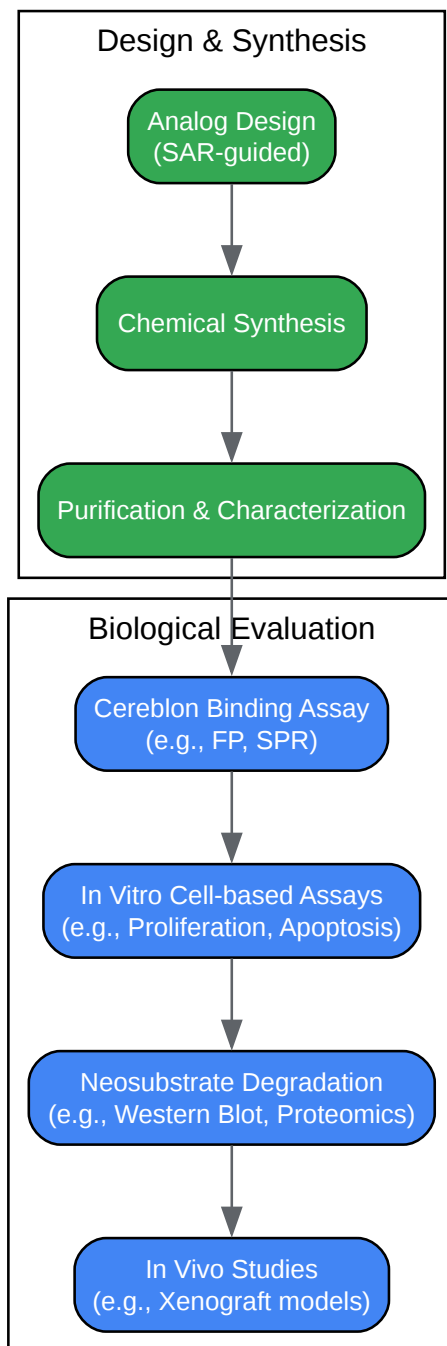 Design & Synthesis
Analog Design
(SAR-guided)
Chemical Synthesis
Purification & Characterization
Biological Evaluation
Cereblon Binding Assay
(e.g., FP, SPR)
In Vitro Cell-based Assays
(e.g., Proliferation, Apoptosis)
Neosubstrate Degradation
(e.g., Western Blot, Proteomics)
In Vivo Studies
(e.g., Xenograft models)